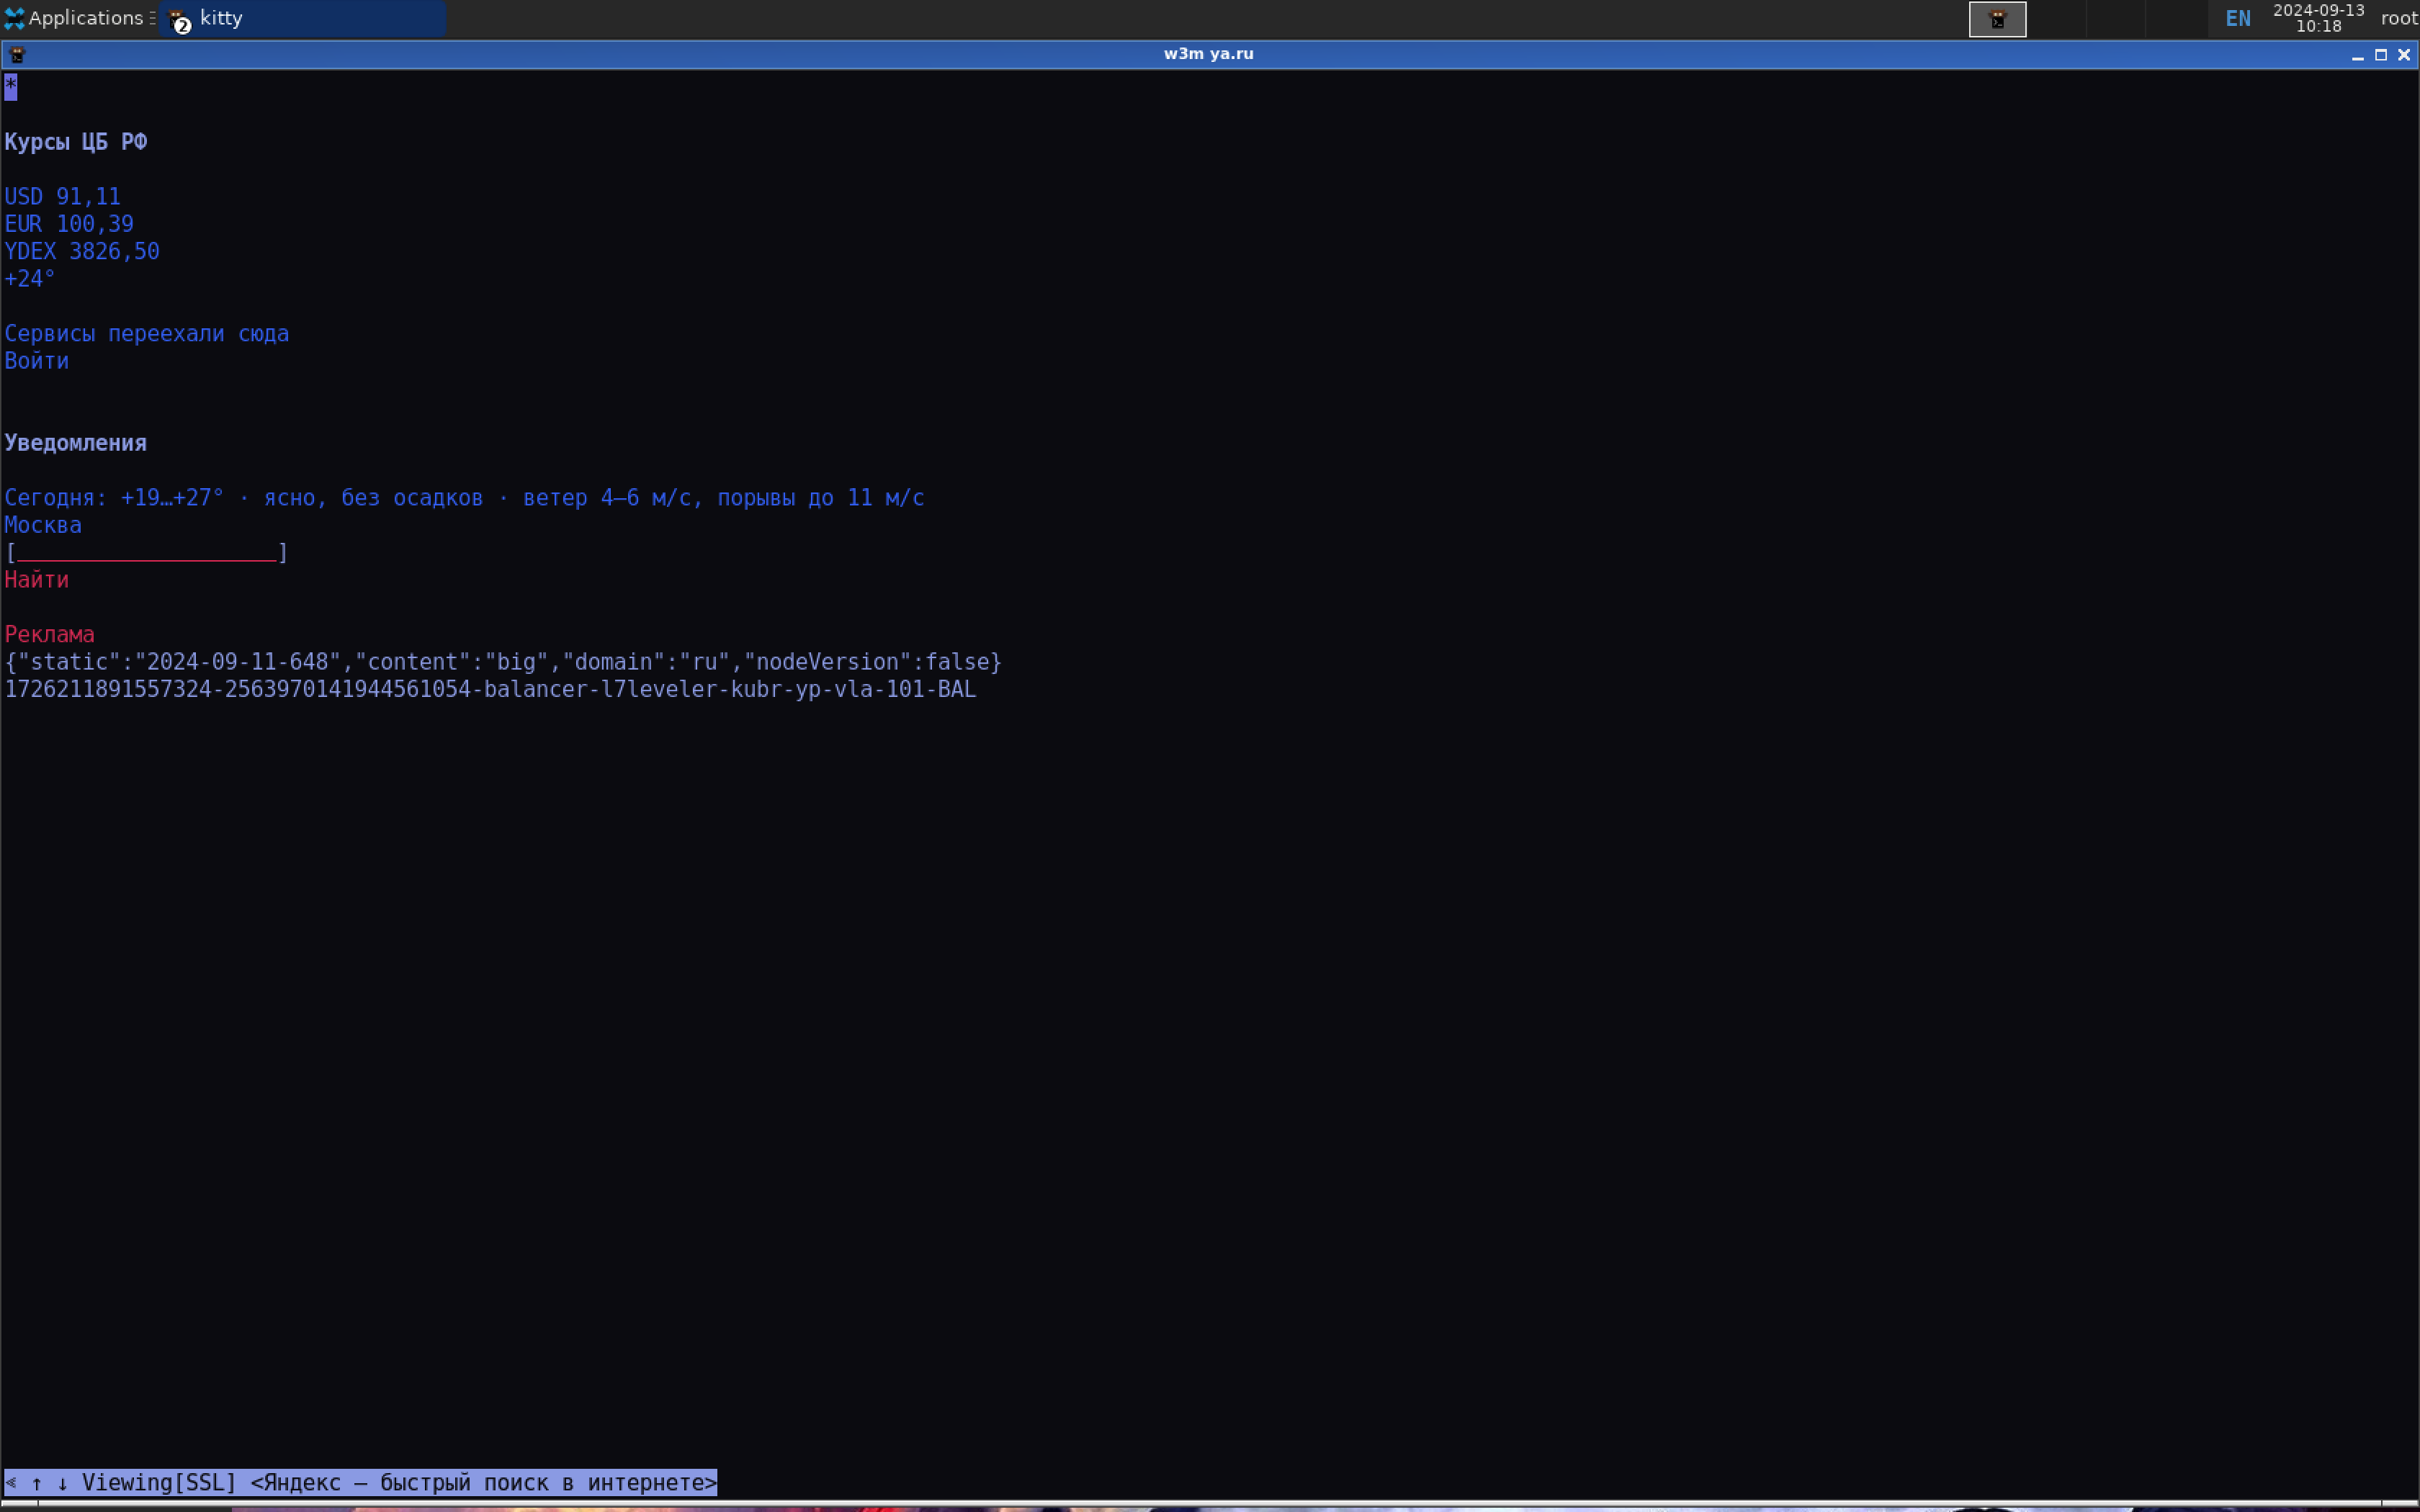 Applications
2
kitty
EN
2024-09-13
10:18
root
w3m ya.ru
*
Курсы ЦБ РФ
USD 91,11
EUR 100,39
YDEX 3826,50
+24°
Сервисы переехали сюда
Войти
Уведомления
Сегодня: +19…+27° · ясно, без осадков · ветер 4–6 м/с, порывы до 11 м/с
Москва
[____________________]
Найти
Реклама
{"static":"2024-09-11-648","content":"big","domain":"ru","nodeVersion":false}
1726211891557324-2563970141944561054-balancer-l7leveler-kubr-yp-vla-101-BAL
⋖ ↑ ↓ Viewing[SSL] <Яндекс — быстрый поиск в интернете>